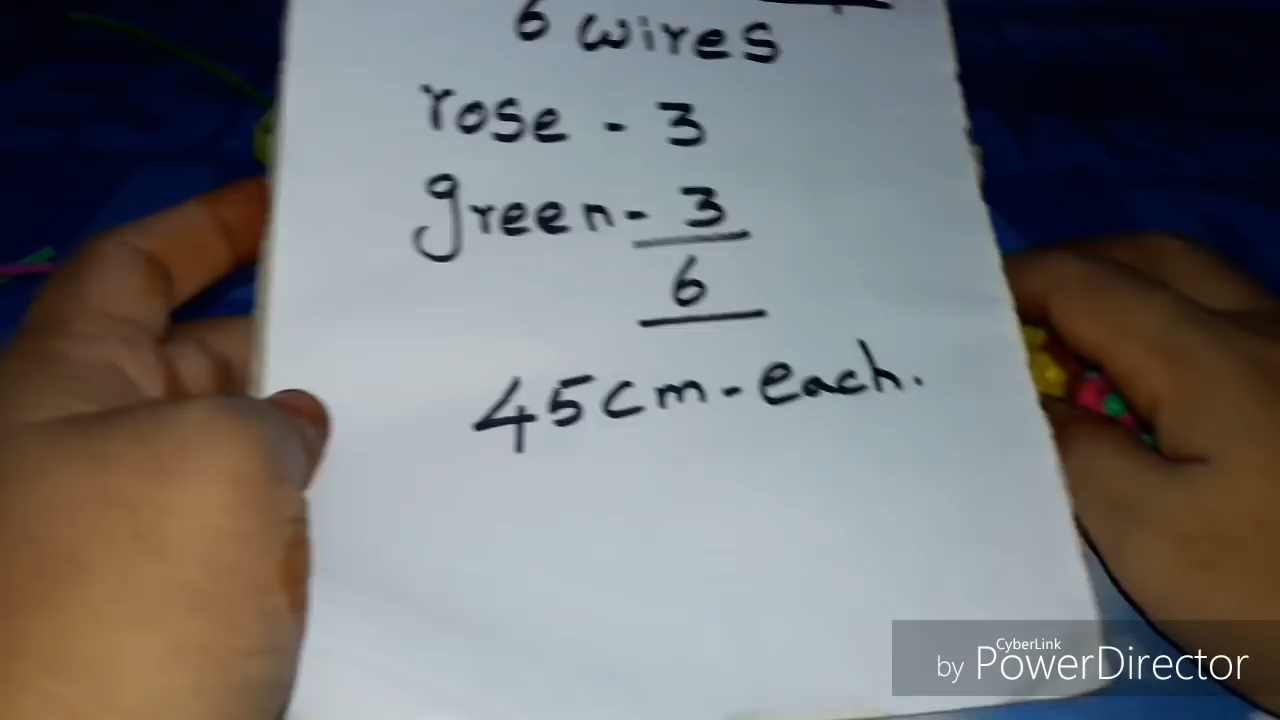 6 wires
rose - 3
green - 3
6
45cm - each.
CyberLink
by PowerDirector